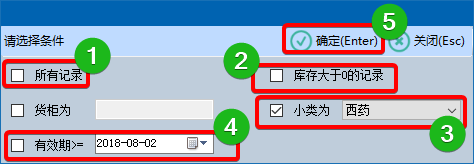 请选择条件
5
确定(Enter)
关闭(Esc)
1
所有记录
2
库存大于0的记录
货柜为
小类为 西药
3
有效期>= 2018-08-02
4